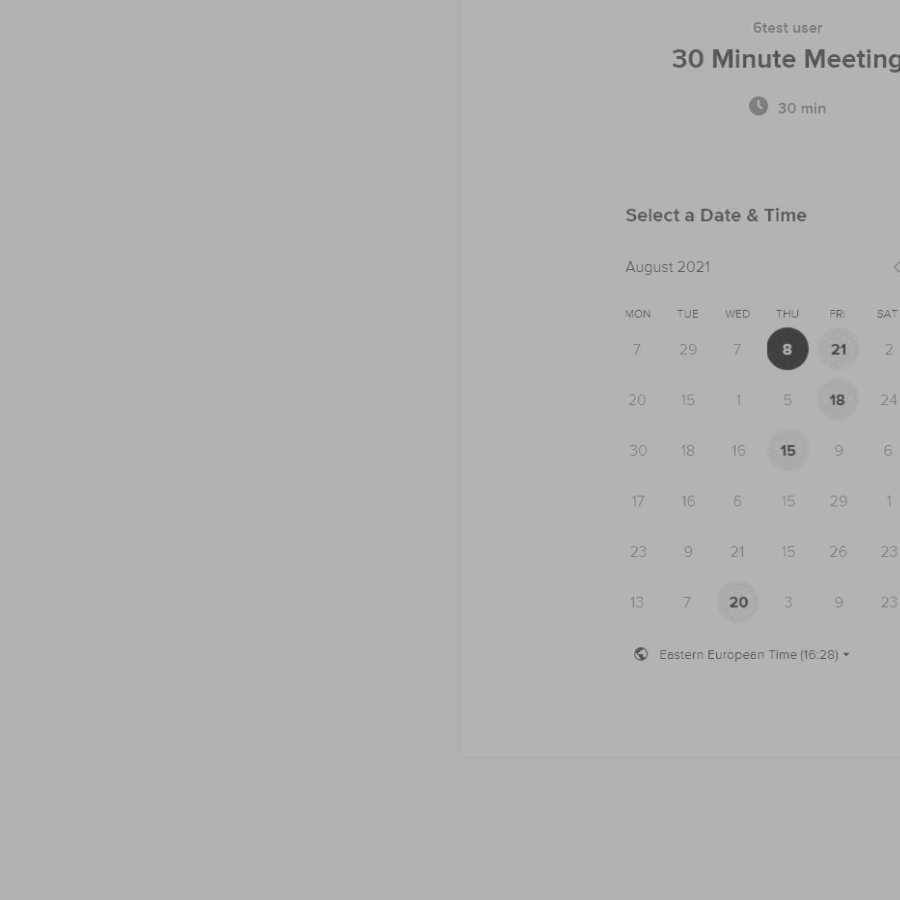 6test user
30 Minute Meeting
30 min
Select a Date & Time
August 2021
MON TUE WED THU FRI SAT
7 29 7 8 21 2
20 15 1 5 18 24
30 18 16 15 9 6
17 16 6 15 29 1
23 9 21 15 26 23
13 7 20 3 9 23
Eastern European Time (16:28)